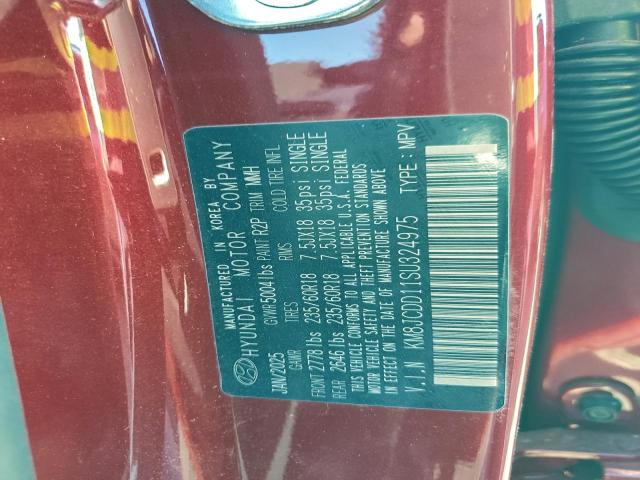 MANUFACTURED IN KOREA BY
HYUNDAI MOTOR COMPANY
JAN/2025 GVWR 5004 lbs PAINT R2P TRIM MMH
GAWR TIRES RMS COLD TIRE INFL
FRONT 2778 lbs 235/60R18 7.5JX18 35psi SINGLE
REAR 2646 lbs 235/60R18 7.5JX18 35psi SINGLE
THIS VEHICLE CONFORMS TO ALL APPLICABLE U.S.A. FEDERAL
MOTOR VEHICLE SAFETY AND THEFT PREVENTION STANDARDS
IN EFFECT ON THE DATE OF MANUFACTURE SHOWN ABOVE
V.I.N KM8JCDD11SU324975 TYPE: MPV